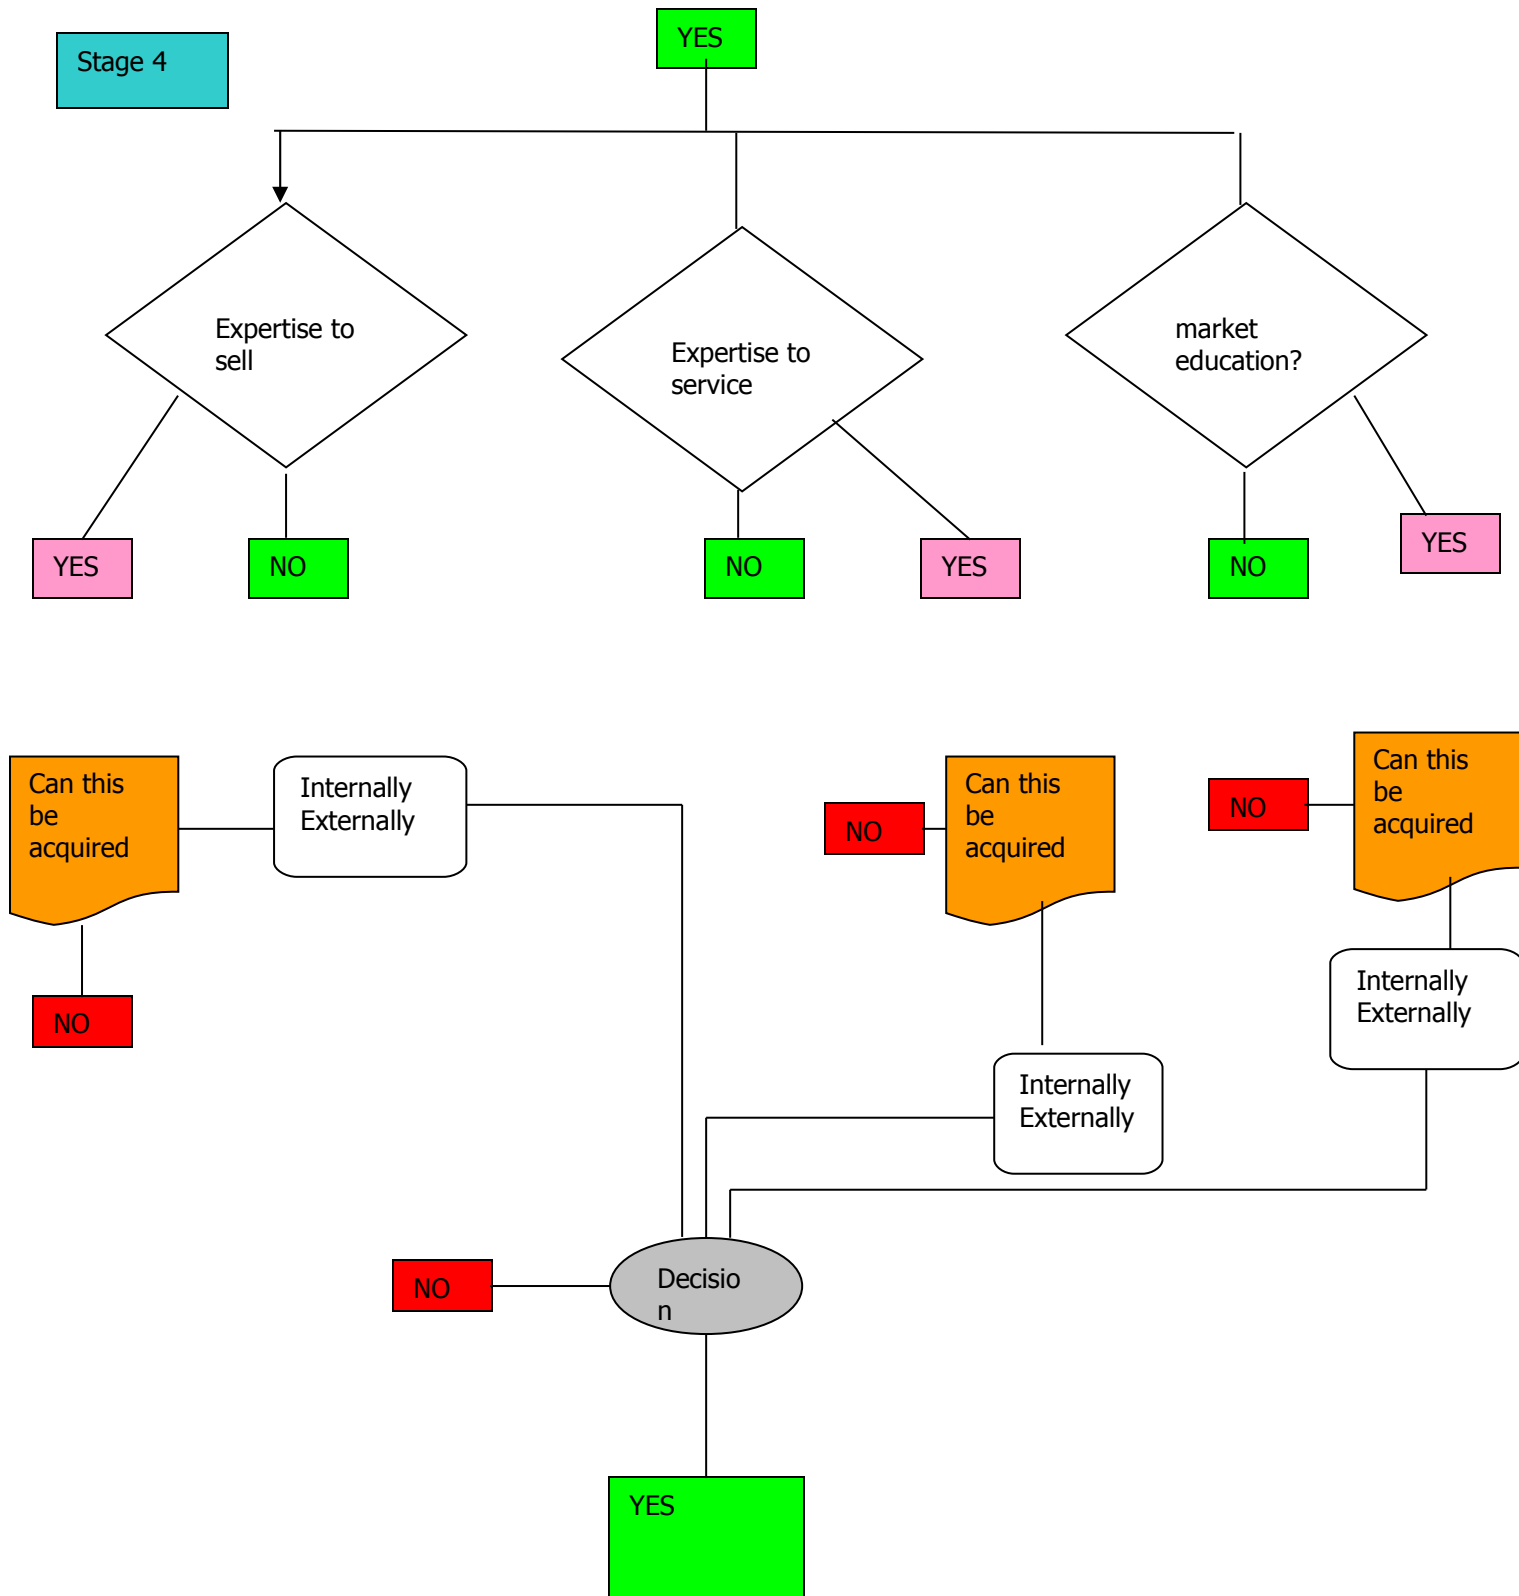 Stage 4
YES
Expertise to
sell
Expertise to
service
market
education?
YES
NO
NO
YES
NO
YES
Can this
be
acquired
Internally
Externally
NO
Can this
be
acquired
NO
Can this
be
acquired
NO
Internally
Externally
Internally
Externally
NO
Decisio
n
YES